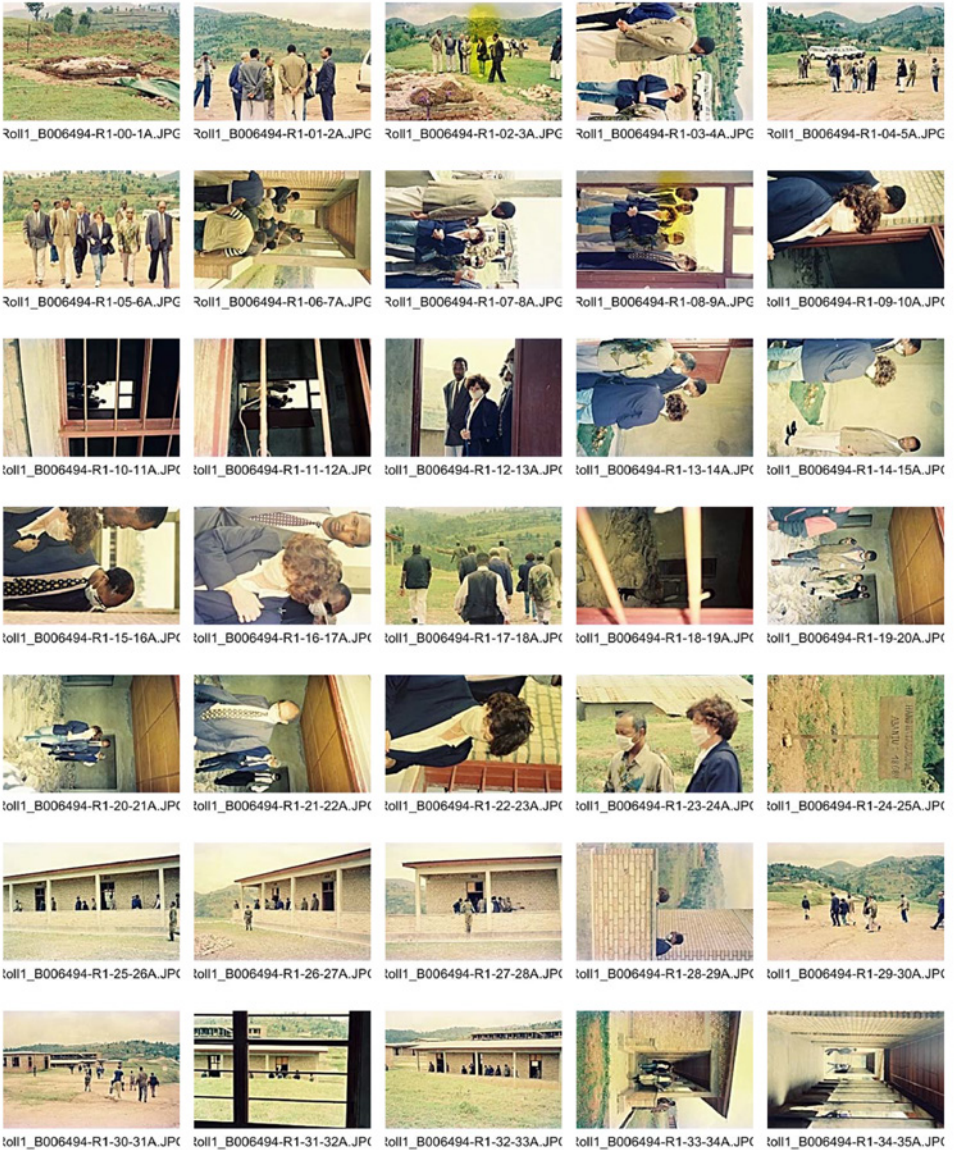 Roll1_B006494-R1-00-1A.JPG
Roll1_B006494-R1-01-2A.JPG
Roll1_B006494-R1-02-3A.JPG
Roll1_B006494-R1-03-4A.JPG
Roll1_B006494-R1-04-5A.JPG
Roll1_B006494-R1-05-6A.JPG
Roll1_B006494-R1-06-7A.JPG
Roll1_B006494-R1-07-8A.JPG
Roll1_B006494-R1-08-9A.JPG
Roll1_B006494-R1-09-10A.JPG
Roll1_B006494-R1-10-11A.JPG
Roll1_B006494-R1-11-12A.JPG
Roll1_B006494-R1-12-13A.JPG
Roll1_B006494-R1-13-14A.JPG
Roll1_B006494-R1-14-15A.JPG
Roll1_B006494-R1-15-16A.JPG
Roll1_B006494-R1-16-17A.JPG
Roll1_B006494-R1-17-18A.JPG
Roll1_B006494-R1-18-19A.JPG
Roll1_B006494-R1-19-20A.JPG
Roll1_B006494-R1-20-21A.JPG
Roll1_B006494-R1-21-22A.JPG
Roll1_B006494-R1-22-23A.JPG
Roll1_B006494-R1-23-24A.JPG
Roll1_B006494-R1-24-25A.JPG
Roll1_B006494-R1-25-26A.JPG
Roll1_B006494-R1-26-27A.JPG
Roll1_B006494-R1-27-28A.JPG
Roll1_B006494-R1-28-29A.JPG
Roll1_B006494-R1-29-30A.JPG
Roll1_B006494-R1-30-31A.JPG
Roll1_B006494-R1-31-32A.JPG
Roll1_B006494-R1-32-33A.JPG
Roll1_B006494-R1-33-34A.JPG
Roll1_B006494-R1-34-35A.JPG